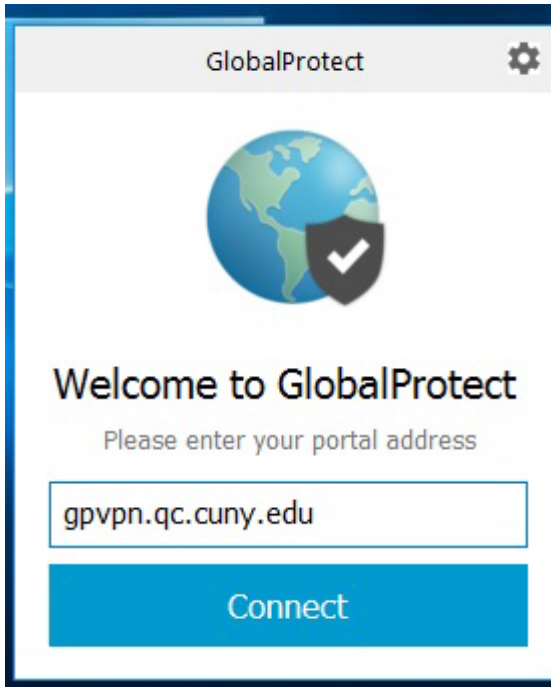 GlobalProtect
Welcome to GlobalProtect
Please enter your portal address
gpvpn.qc.cuny.edu
Connect